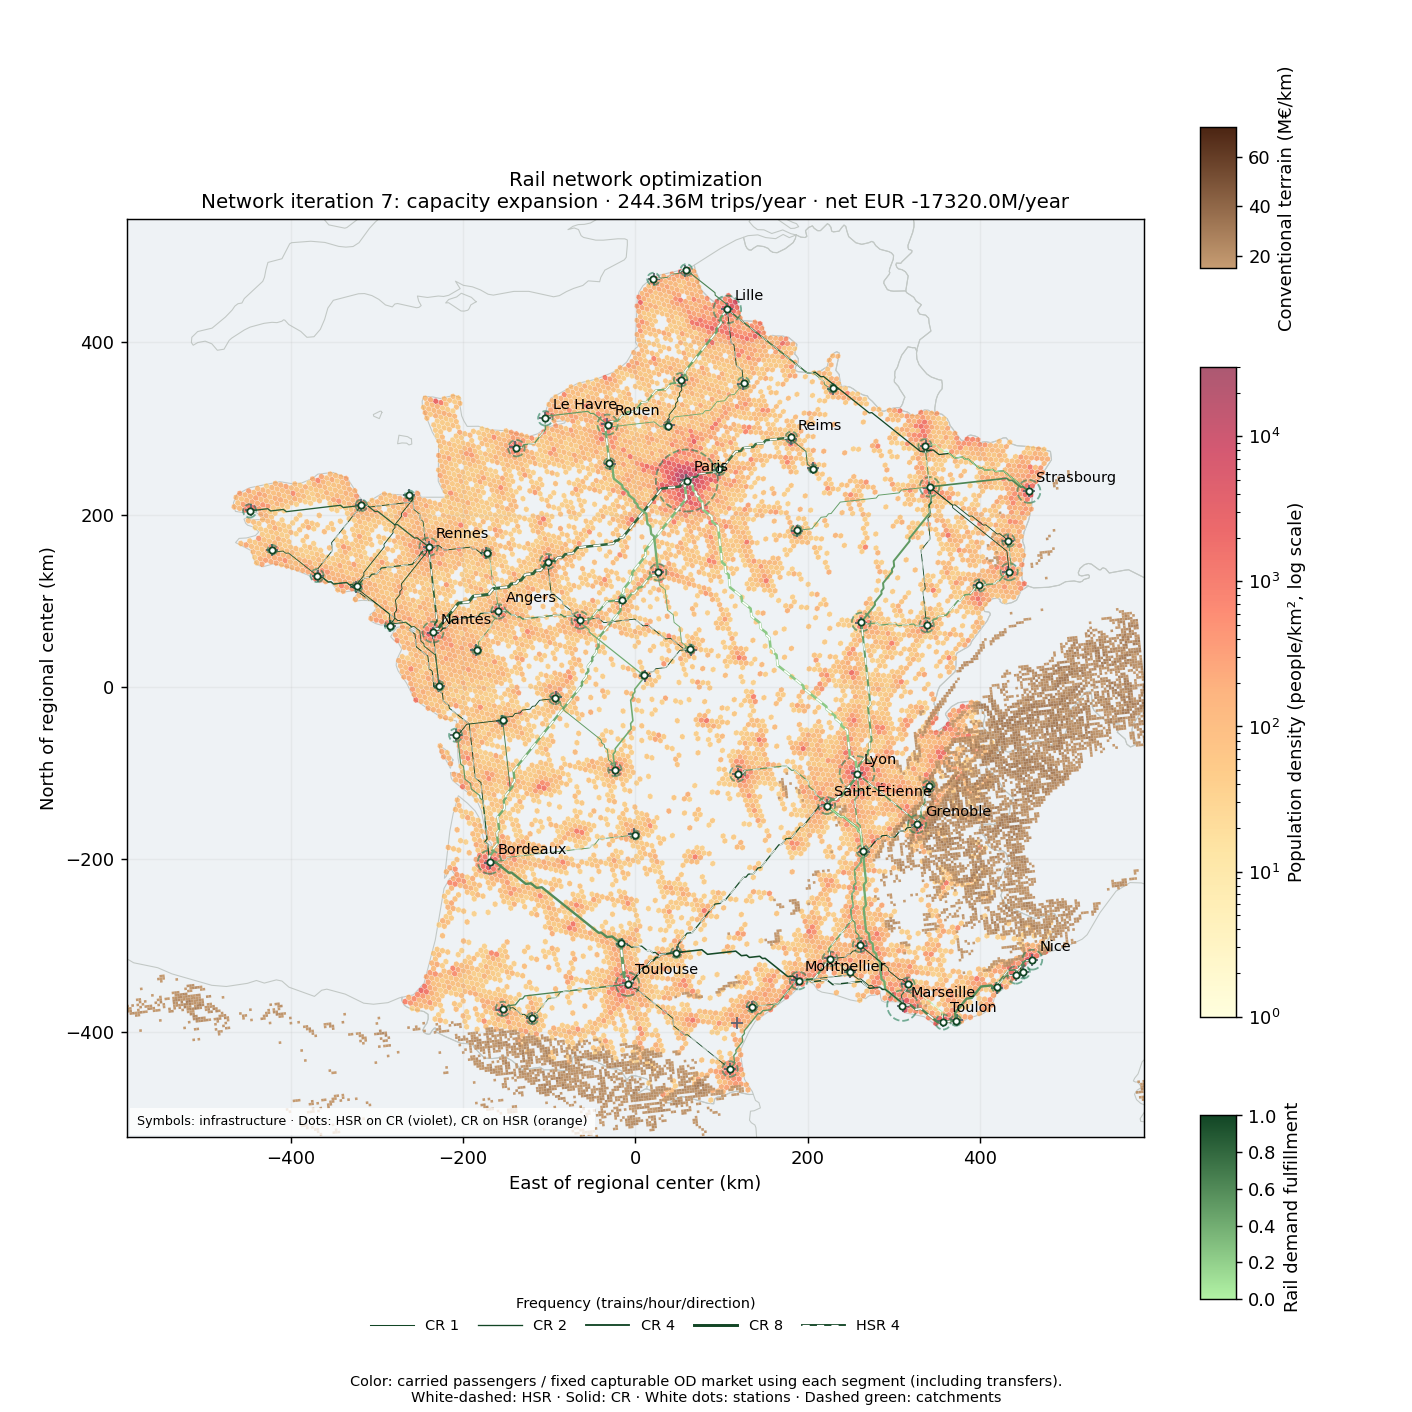 Rail network optimization
Network iteration 7: capacity expansion · 244.36M trips/year · net EUR -17320.0M/year
North of regional center (km)
400
200
0
−200
−400
−400
−200
0
200
400
East of regional center (km)
Lille
Le Havre
Rouen
Reims
Paris
Strasbourg
Rennes
Angers
Nantes
Lyon
Saint-Étienne
Grenoble
Bordeaux
Nice
Toulouse
Montpellier
Marseille
Toulon
Symbols: infrastructure · Dots: HSR on CR (violet), CR on HSR (orange)
60
40
20
Conventional terrain (M€/km)
10⁴
10³
10²
10¹
10⁰
Population density (people/km², log scale)
1.0
0.8
0.6
0.4
0.2
0.0
Rail demand fulfillment
Frequency (trains/hour/direction)
CR 1 CR 2 CR 4 CR 8 HSR 4
Color: carried passengers / fixed capturable OD market using each segment (including transfers).
White-dashed: HSR · Solid: CR · White dots: stations · Dashed green: catchments